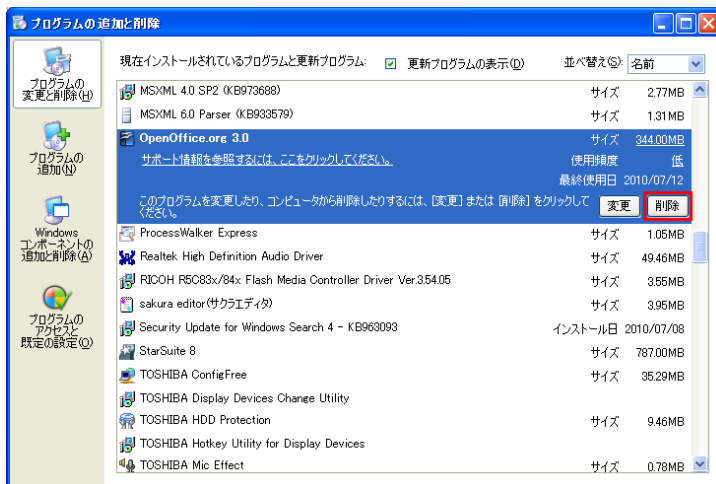 プログラムの追加と削除
プログラムの
変更と削除(H)
プログラムの
追加(N)
Windows
コンポーネントの
追加と削除(A)
プログラムの
アクセスと
既定の設定(O)
現在インストールされているプログラムと更新プログラム: 更新プログラムの表示(D) 並べ替え(S): 名前
MSXML 4.0 SP2 (KB973688) サイズ 2.77MB
MSXML 6.0 Parser (KB933579) サイズ 1.31MB
OpenOffice.org 3.0 サイズ 344.00MB
サポート情報を参照するには、ここをクリックしてください。 使用頻度 低
最終使用日 2010/07/12
このプログラムを変更したり、コンピュータから削除したりするには、[変更] または [削除] をクリックして
ください。 変更 削除
ProcessWalker Express サイズ 1.05MB
Realtek High Definition Audio Driver サイズ 49.46MB
RICOH R5C83x/84x Flash Media Controller Driver Ver.3.54.05 サイズ 3.55MB
sakura editor(サクラエディタ) サイズ 3.95MB
Security Update for Windows Search 4 - KB963093 インストール日 2010/07/08
StarSuite 8 サイズ 787.00MB
TOSHIBA ConfigFree サイズ 35.29MB
TOSHIBA Display Devices Change Utility
TOSHIBA HDD Protection サイズ 9.46MB
TOSHIBA Hotkey Utility for Display Devices
TOSHIBA Mic Effect サイズ 0.78MB